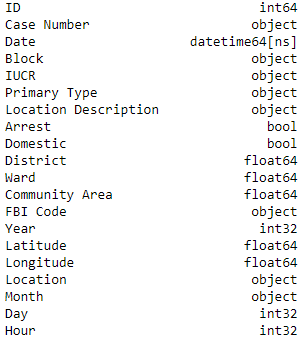 ID int64
Case Number object
Date datetime64[ns]
Block object
IUCR object
Primary Type object
Location Description object
Arrest bool
Domestic bool
District float64
Ward float64
Community Area float64
FBI Code object
Year int32
Latitude float64
Longitude float64
Location object
Month object
Day int32
Hour int32